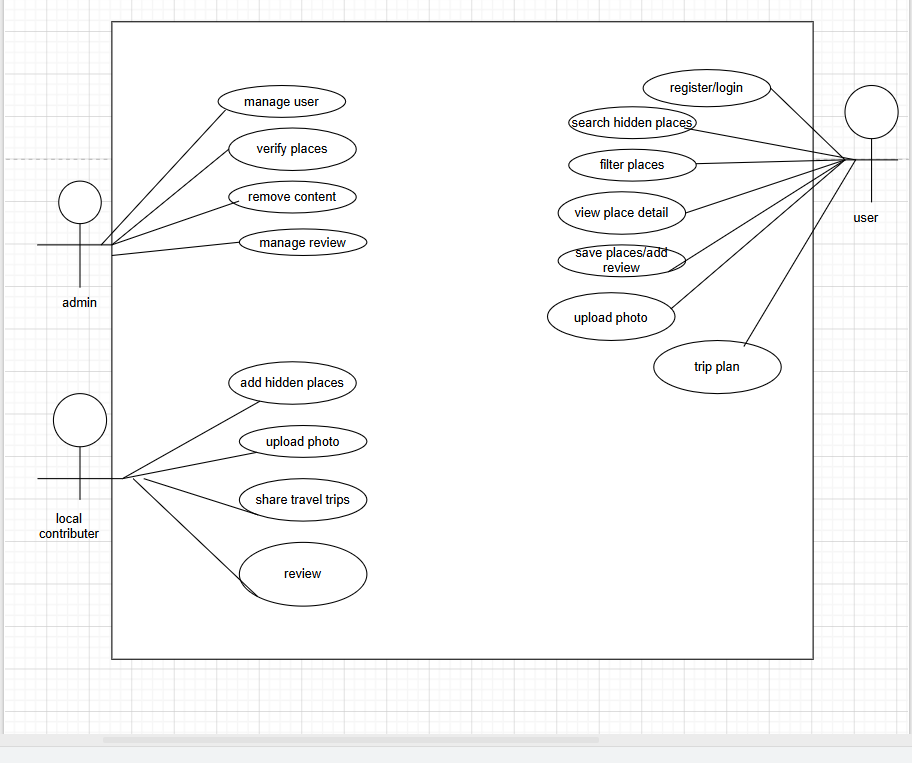 manage user
verify places
remove content
manage review
admin
register/login
search hidden places
filter places
view place detail
save places/add
review
upload photo
trip plan
user
add hidden places
upload photo
share travel trips
review
local
contributer